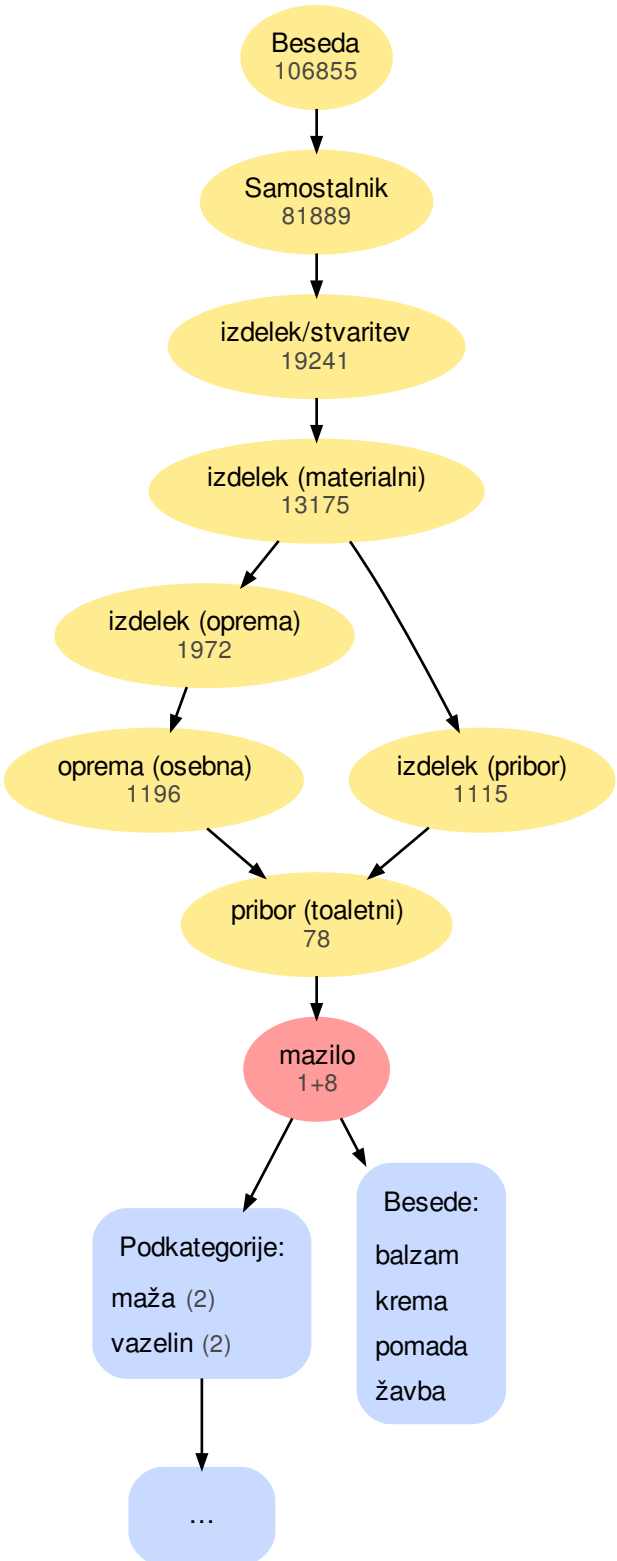 Beseda
106855
Samostalnik
81889
izdelek/stvaritev
19241
izdelek (materialni)
13175
izdelek (oprema)
1972
oprema (osebna)
1196
izdelek (pribor)
1115
pribor (toaletni)
78
mazilo
1+8
Podkategorije:
maža (2)
vazelin (2)
Besede:
balzam
krema
pomada
žavba
...